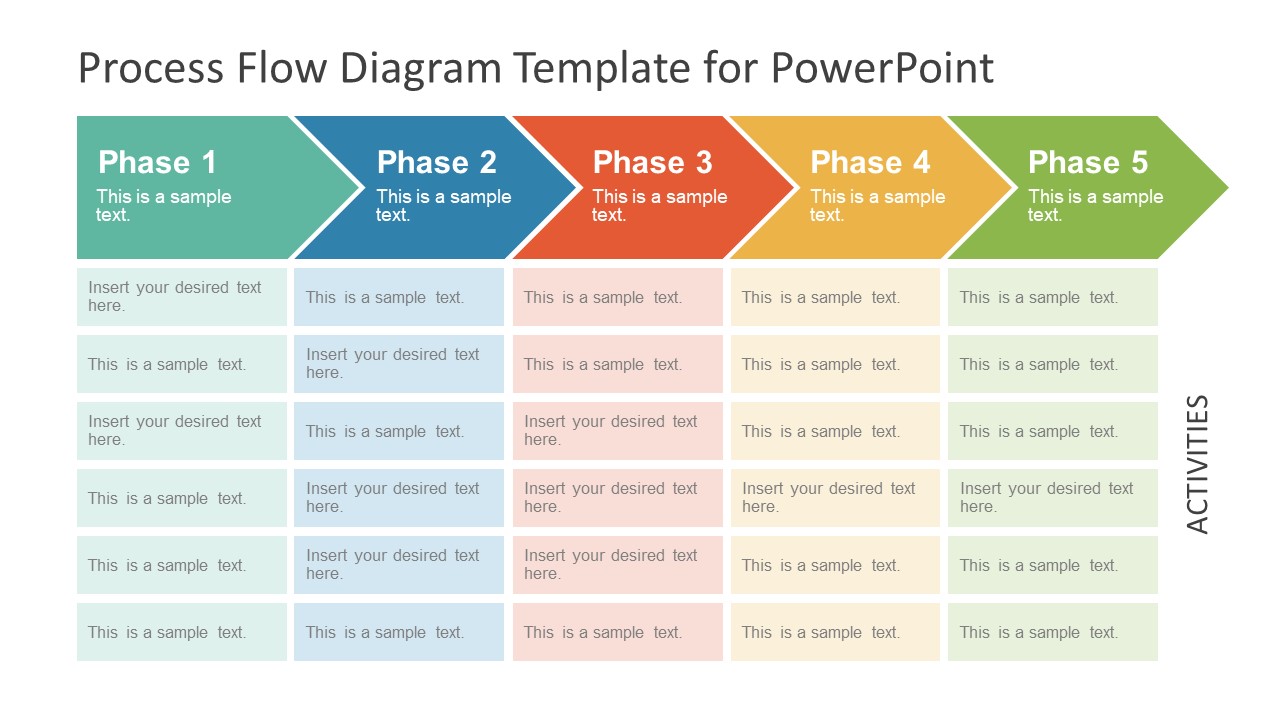 Process Flow Diagram Template for PowerPoint
Phase 1
This is a sample
text.
Phase 2
This is a sample
text.
Phase 3
This is a sample
text.
Phase 4
This is a sample
text.
Phase 5
This is a sample
text.
Insert your desired text
here.
This is a sample text.
This is a sample text.
This is a sample text.
This is a sample text.
This is a sample text.
Insert your desired text
here.
This is a sample text.
This is a sample text.
This is a sample text.
Insert your desired text
here.
This is a sample text.
Insert your desired text
here.
This is a sample text.
This is a sample text.
This is a sample text.
Insert your desired text
here.
Insert your desired text
here.
Insert your desired text
here.
Insert your desired text
here.
This is a sample text.
Insert your desired text
here.
Insert your desired text
here.
This is a sample text.
This is a sample text.
This is a sample text.
This is a sample text.
This is a sample text.
This is a sample text.
This is a sample text.
ACTIVITIES